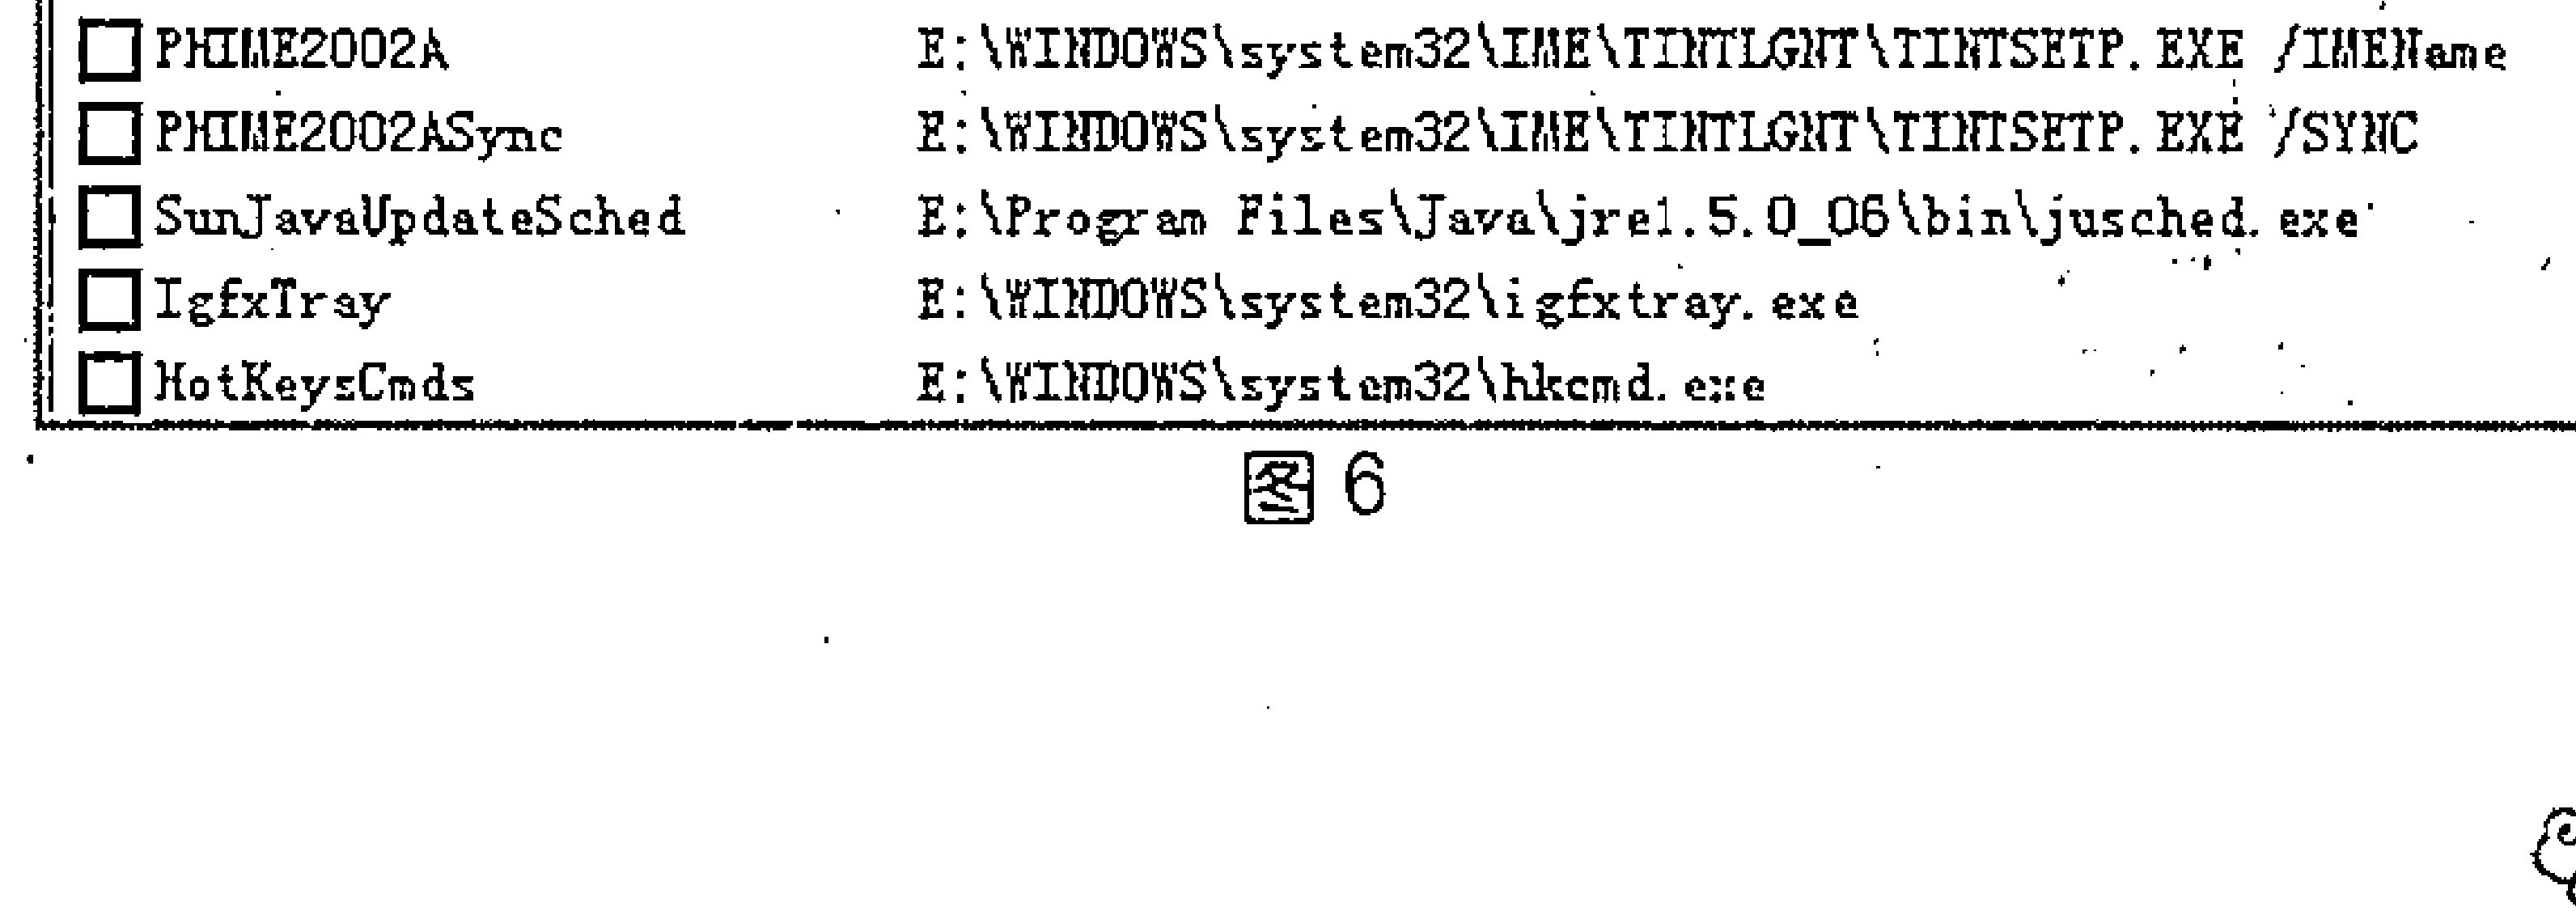 PHIME2002A E:\WINDOWS\system32\IME\TINTLGNT\TINTSETP.EXE /IMEName
PHIME2002ASync E:\WINDOWS\system32\IME\TINTLGNT\TINTSETP.EXE /SYNC
SunJavaUpdateSched E:\Program Files\Java\jre1.5.0_06\bin\jusched.exe
IgfxTray E:\WINDOWS\system32\igfxtray.exe
HotKeysCmds E:\WINDOWS\system32\hkcmd.exe
图 6